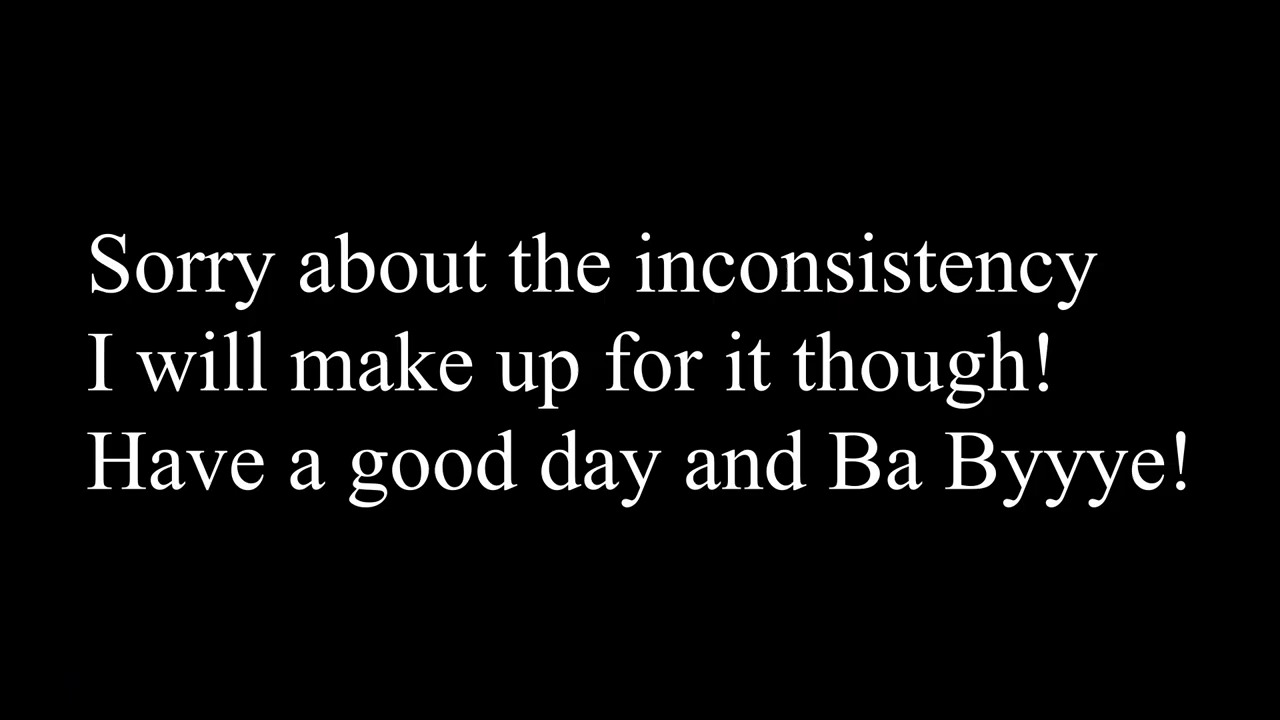 Sorry about the inconsistency
I will make up for it though!
Have a good day and Ba Byyye!